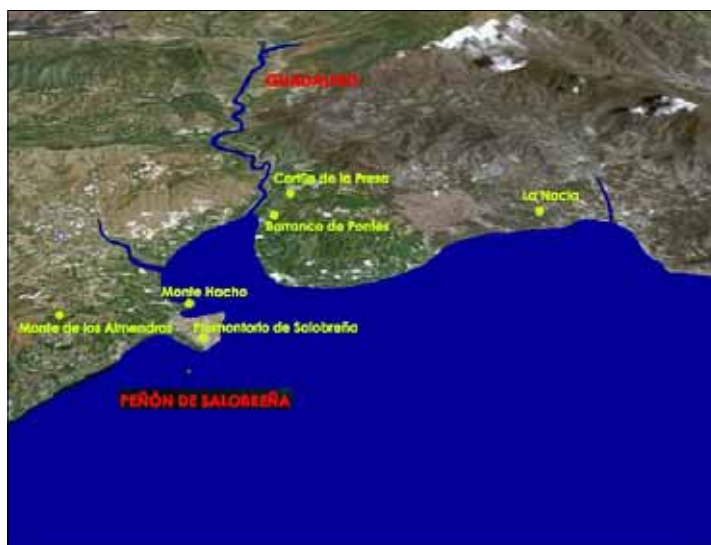 GUADALFEO
Cortijo de la Presa
La Nacla
Barranco de Pontes
Monte Hacho
Monte de los Almendros
Promontorio de Salobreña
PEÑÓN DE SALOBREÑA